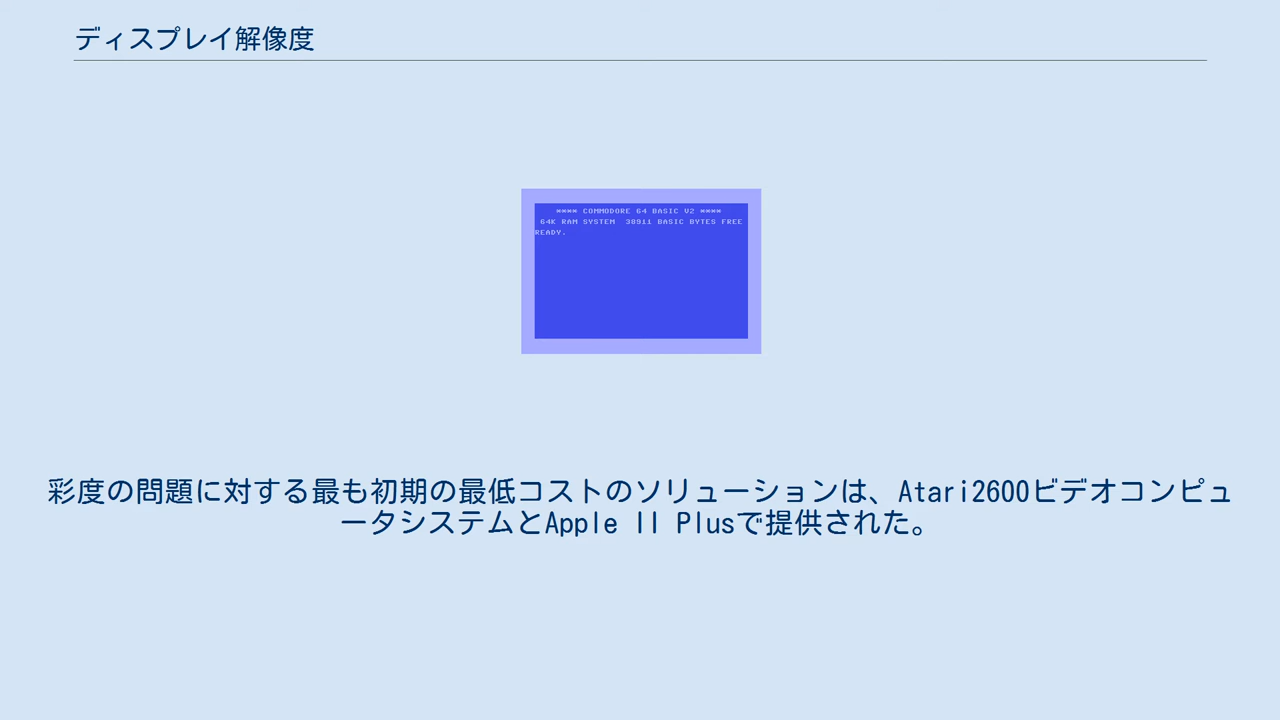 ディスプレイ解像度
**** COMMODORE 64 BASIC V2 ****
64K RAM SYSTEM 38911 BASIC BYTES FREE
READY.
彩度の問題に対する最も初期の最低コストのソリューションは、Atari2600ビデオコンピュ
ータシステムとApple II Plusで提供された。